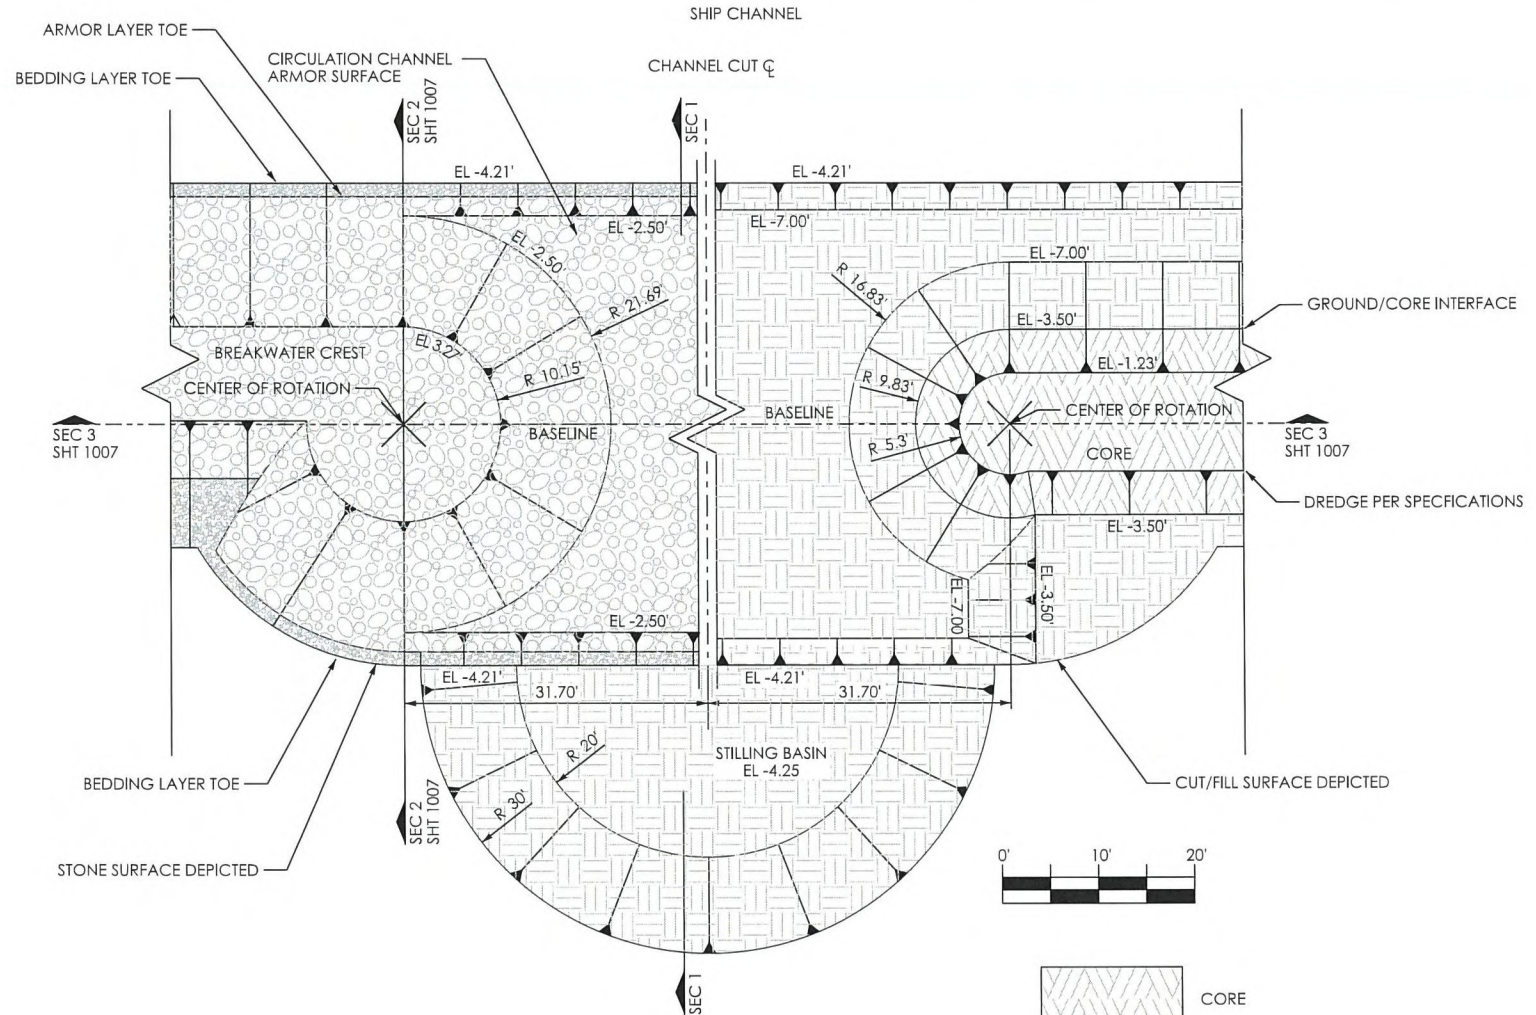 SHIP CHANNEL
ARMOR LAYER TOE
CIRCULATION CHANNEL
ARMOR SURFACE
CHANNEL CUT ℄
BEDDING LAYER TOE
SEC 2
SHT 1007
SEC 1
EL -4.21'
EL -4.21'
EL -2.50'
EL -7.00'
EL -2.50'
EL -7.00'
R 21.69'
R 16.83'
GROUND/CORE INTERFACE
EL -3.50'
EL 3.27'
BREAKWATER CREST
EL -1.23'
R 10.15'
R 9.83'
CENTER OF ROTATION
CENTER OF ROTATION
BASELINE
BASELINE
SEC 3
SHT 1007
SEC 3
SHT 1007
R 5.3'
CORE
DREDGE PER SPECFICATIONS
EL -3.50'
EL -7.00
EL -3.50'
EL -2.50'
EL -4.21'
EL -4.21'
31.70'
31.70'
R 20'
STILLING BASIN
EL -4.25
BEDDING LAYER TOE
CUT/FILL SURFACE DEPICTED
R 30'
SEC 2
SHT 1007
STONE SURFACE DEPICTED
0'
10'
20'
SEC 1
CORE